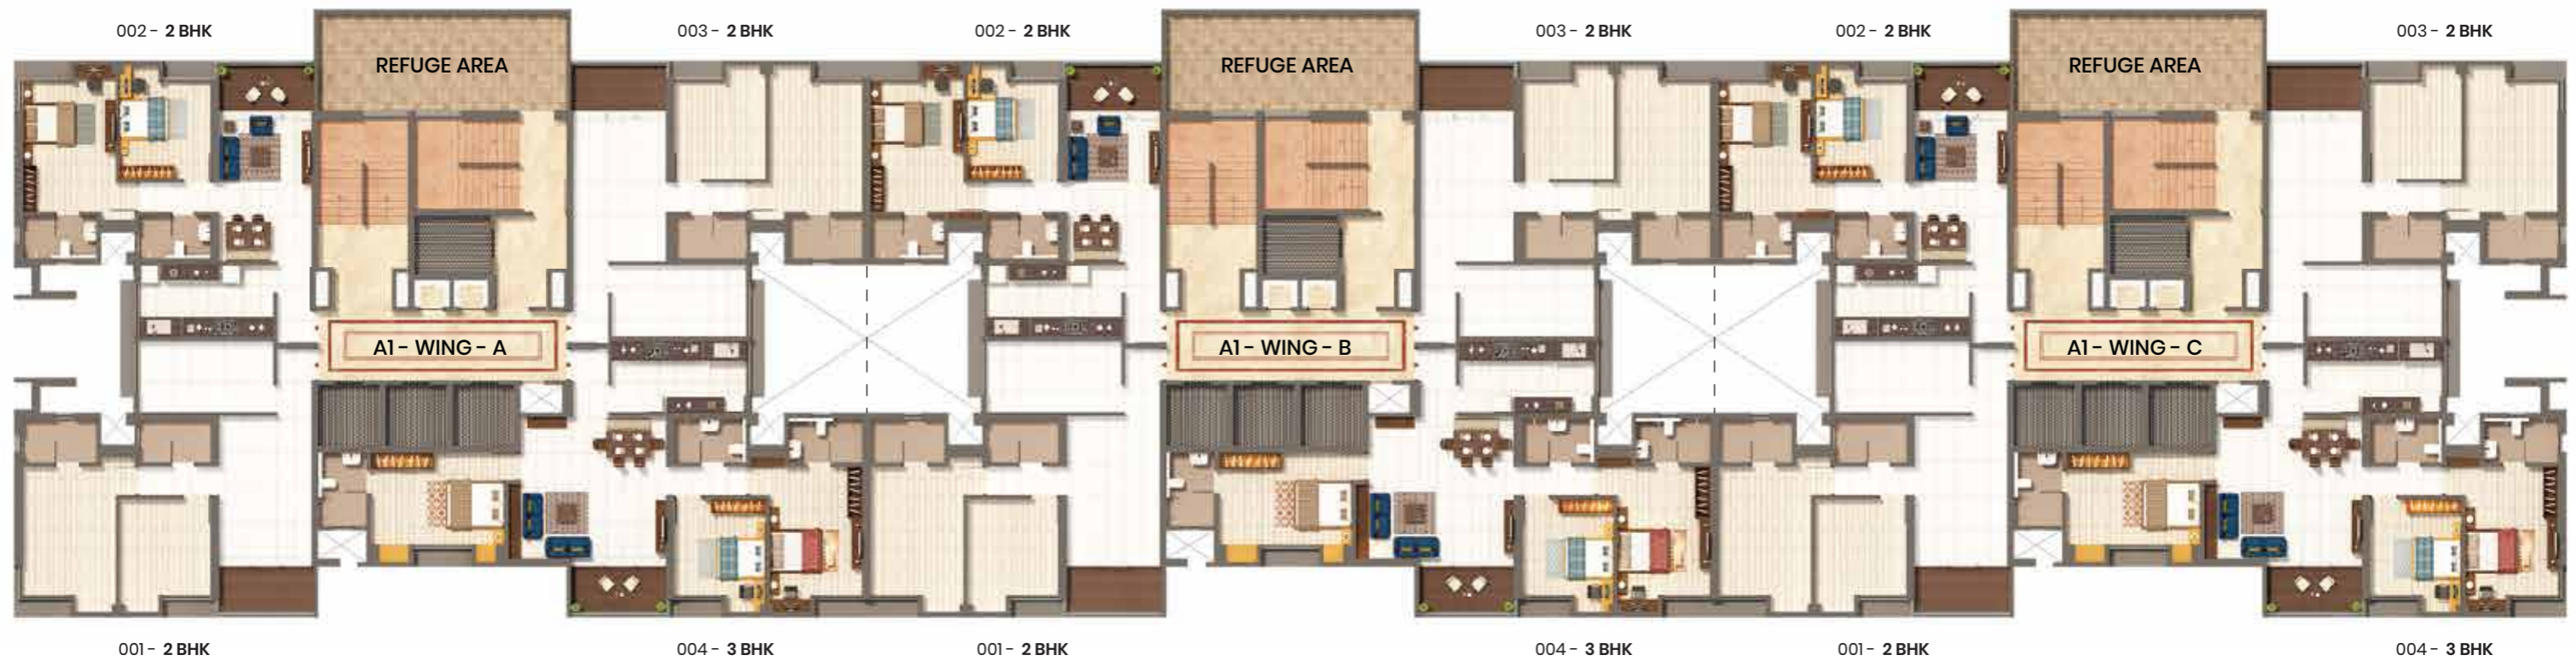 002 - 2 BHK
003 - 2 BHK
002 - 2 BHK
003 - 2 BHK
002 - 2 BHK
003 - 2 BHK
REFUGE AREA
REFUGE AREA
REFUGE AREA
A1 - WING - A
A1 - WING - B
A1 - WING - C
001 - 2 BHK
004 - 3 BHK
001 - 2 BHK
004 - 3 BHK
001 - 2 BHK
004 - 3 BHK